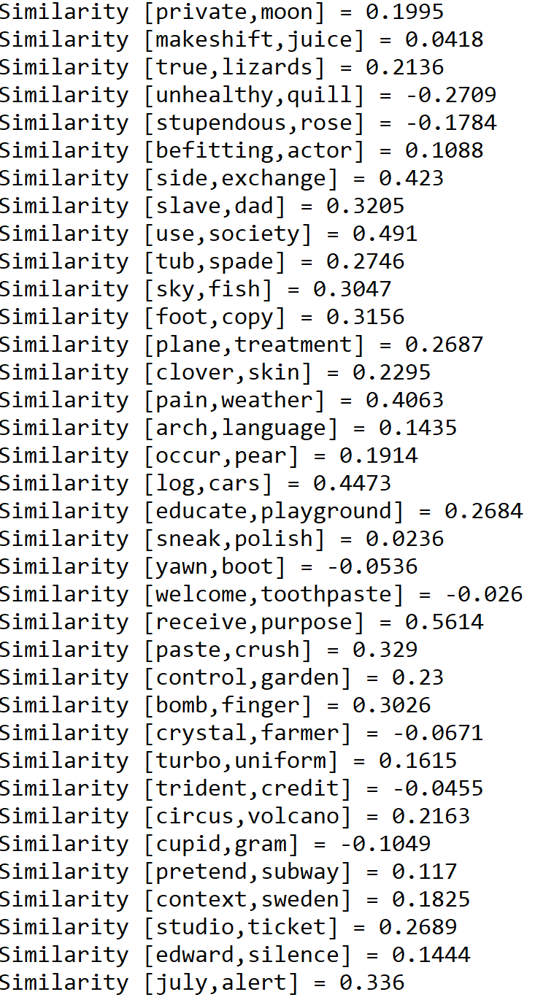 Similarity [private,moon] = 0.1995
Similarity [makeshift,juice] = 0.0418
Similarity [true,lizards] = 0.2136
Similarity [unhealthy,quill] = -0.2709
Similarity [stupendous,rose] = -0.1784
Similarity [befitting,actor] = 0.1088
Similarity [side,exchange] = 0.423
Similarity [slave,dad] = 0.3205
Similarity [use,society] = 0.491
Similarity [tub,spade] = 0.2746
Similarity [sky,fish] = 0.3047
Similarity [foot,copy] = 0.3156
Similarity [plane,treatment] = 0.2687
Similarity [clover,skin] = 0.2295
Similarity [pain,weather] = 0.4063
Similarity [arch,language] = 0.1435
Similarity [occur,pear] = 0.1914
Similarity [log,cars] = 0.4473
Similarity [educate,playground] = 0.2684
Similarity [sneak,polish] = 0.0236
Similarity [yawn,boot] = -0.0536
Similarity [welcome,toothpaste] = -0.026
Similarity [receive,purpose] = 0.5614
Similarity [paste,crush] = 0.329
Similarity [control,garden] = 0.23
Similarity [bomb,finger] = 0.3026
Similarity [crystal,farmer] = -0.0671
Similarity [turbo,uniform] = 0.1615
Similarity [trident,credit] = -0.0455
Similarity [circus,volcano] = 0.2163
Similarity [cupid,gram] = -0.1049
Similarity [pretend,subway] = 0.117
Similarity [context,sweden] = 0.1825
Similarity [studio,ticket] = 0.2689
Similarity [edward,silence] = 0.1444
Similarity [july,alert] = 0.336